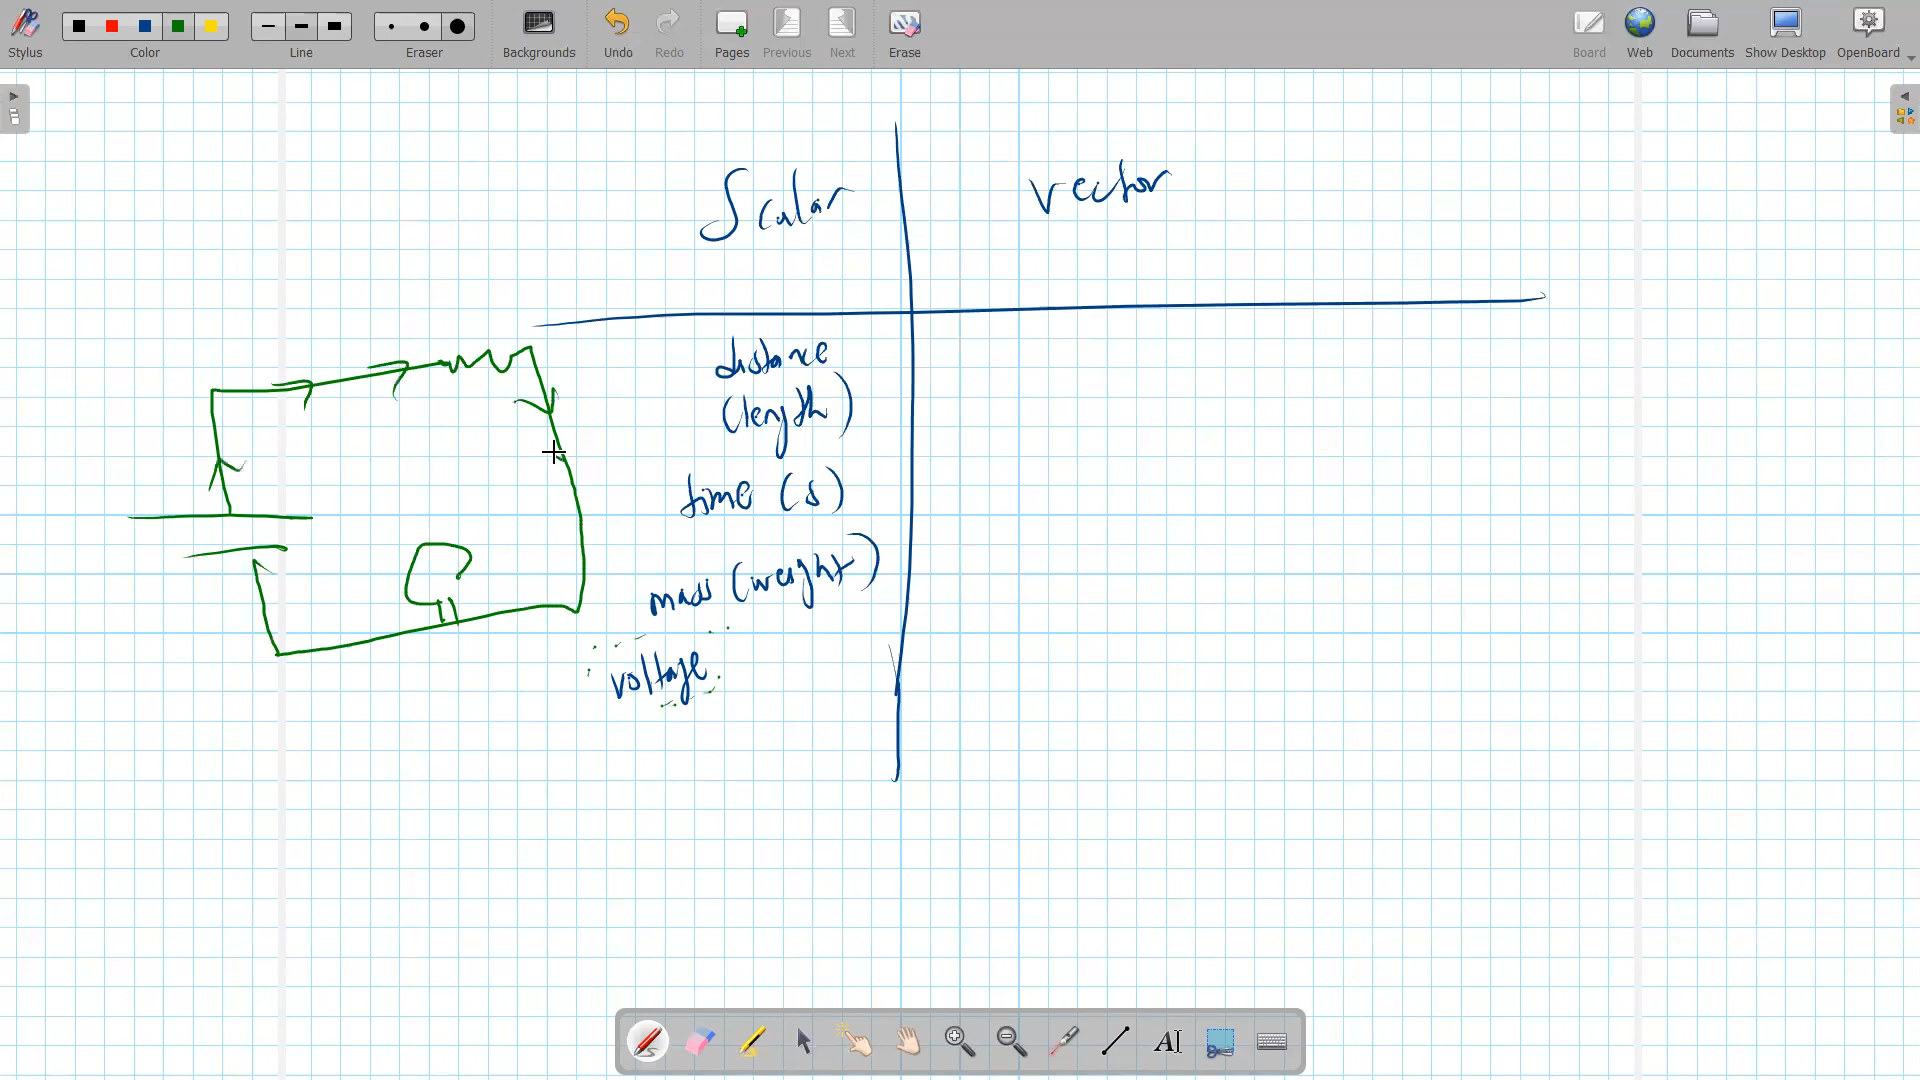 Stylus
Color
Line
Eraser
Backgrounds
Undo
Redo
Pages
Previous
Next
Erase
Board
Web
Documents
Show Desktop
OpenBoard
Scalar
vector
distance
(length)
time (s)
mass (weight)
voltage